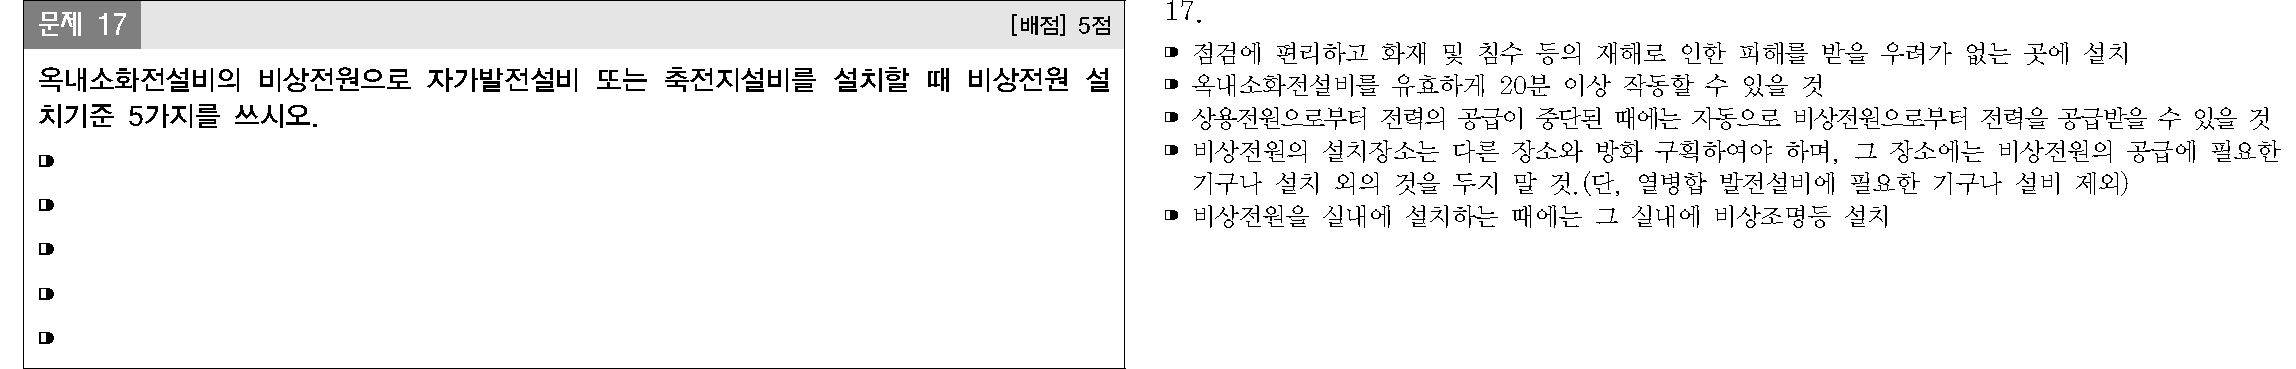 문제 17
[배점] 5점
옥내소화전설비의 비상전원으로 자가발전설비 또는 축전지설비를 설치할 때 비상전원 설
치기준 5가지를 쓰시오.
17.
점검에 편리하고 화재 및 침수 등의 재해로 인한 피해를 받을 우려가 없는 곳에 설치
옥내소화전설비를 유효하게 20분 이상 작동할 수 있을 것
상용전원으로부터 전력의 공급이 중단된 때에는 자동으로 비상전원으로부터 전력을 공급받을 수 있을 것
비상전원의 설치장소는 다른 장소와 방화 구획하여야 하며, 그 장소에는 비상전원의 공급에 필요한
기구나 설치 외의 것을 두지 말 것.(단, 열병합 발전설비에 필요한 기구나 설비 제외)
비상전원을 실내에 설치하는 때에는 그 실내에 비상조명등 설치